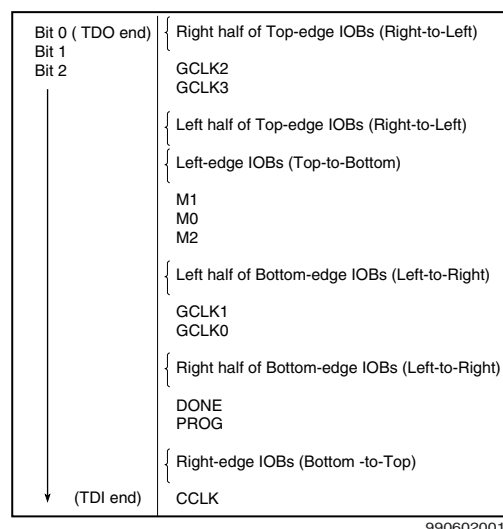 Bit 0 ( TDO end)
Bit 1
Bit 2
Right half of Top-edge IOBs (Right-to-Left)
GCLK2
GCLK3
Left half of Top-edge IOBs (Right-to-Left)
Left-edge IOBs (Top-to-Bottom)
M1
M0
M2
Left half of Bottom-edge IOBs (Left-to-Right)
GCLK1
GCLK0
Right half of Bottom-edge IOBs (Left-to-Right)
DONE
PROG
Right-edge IOBs (Bottom -to-Top)
(TDI end)
CCLK
990602001